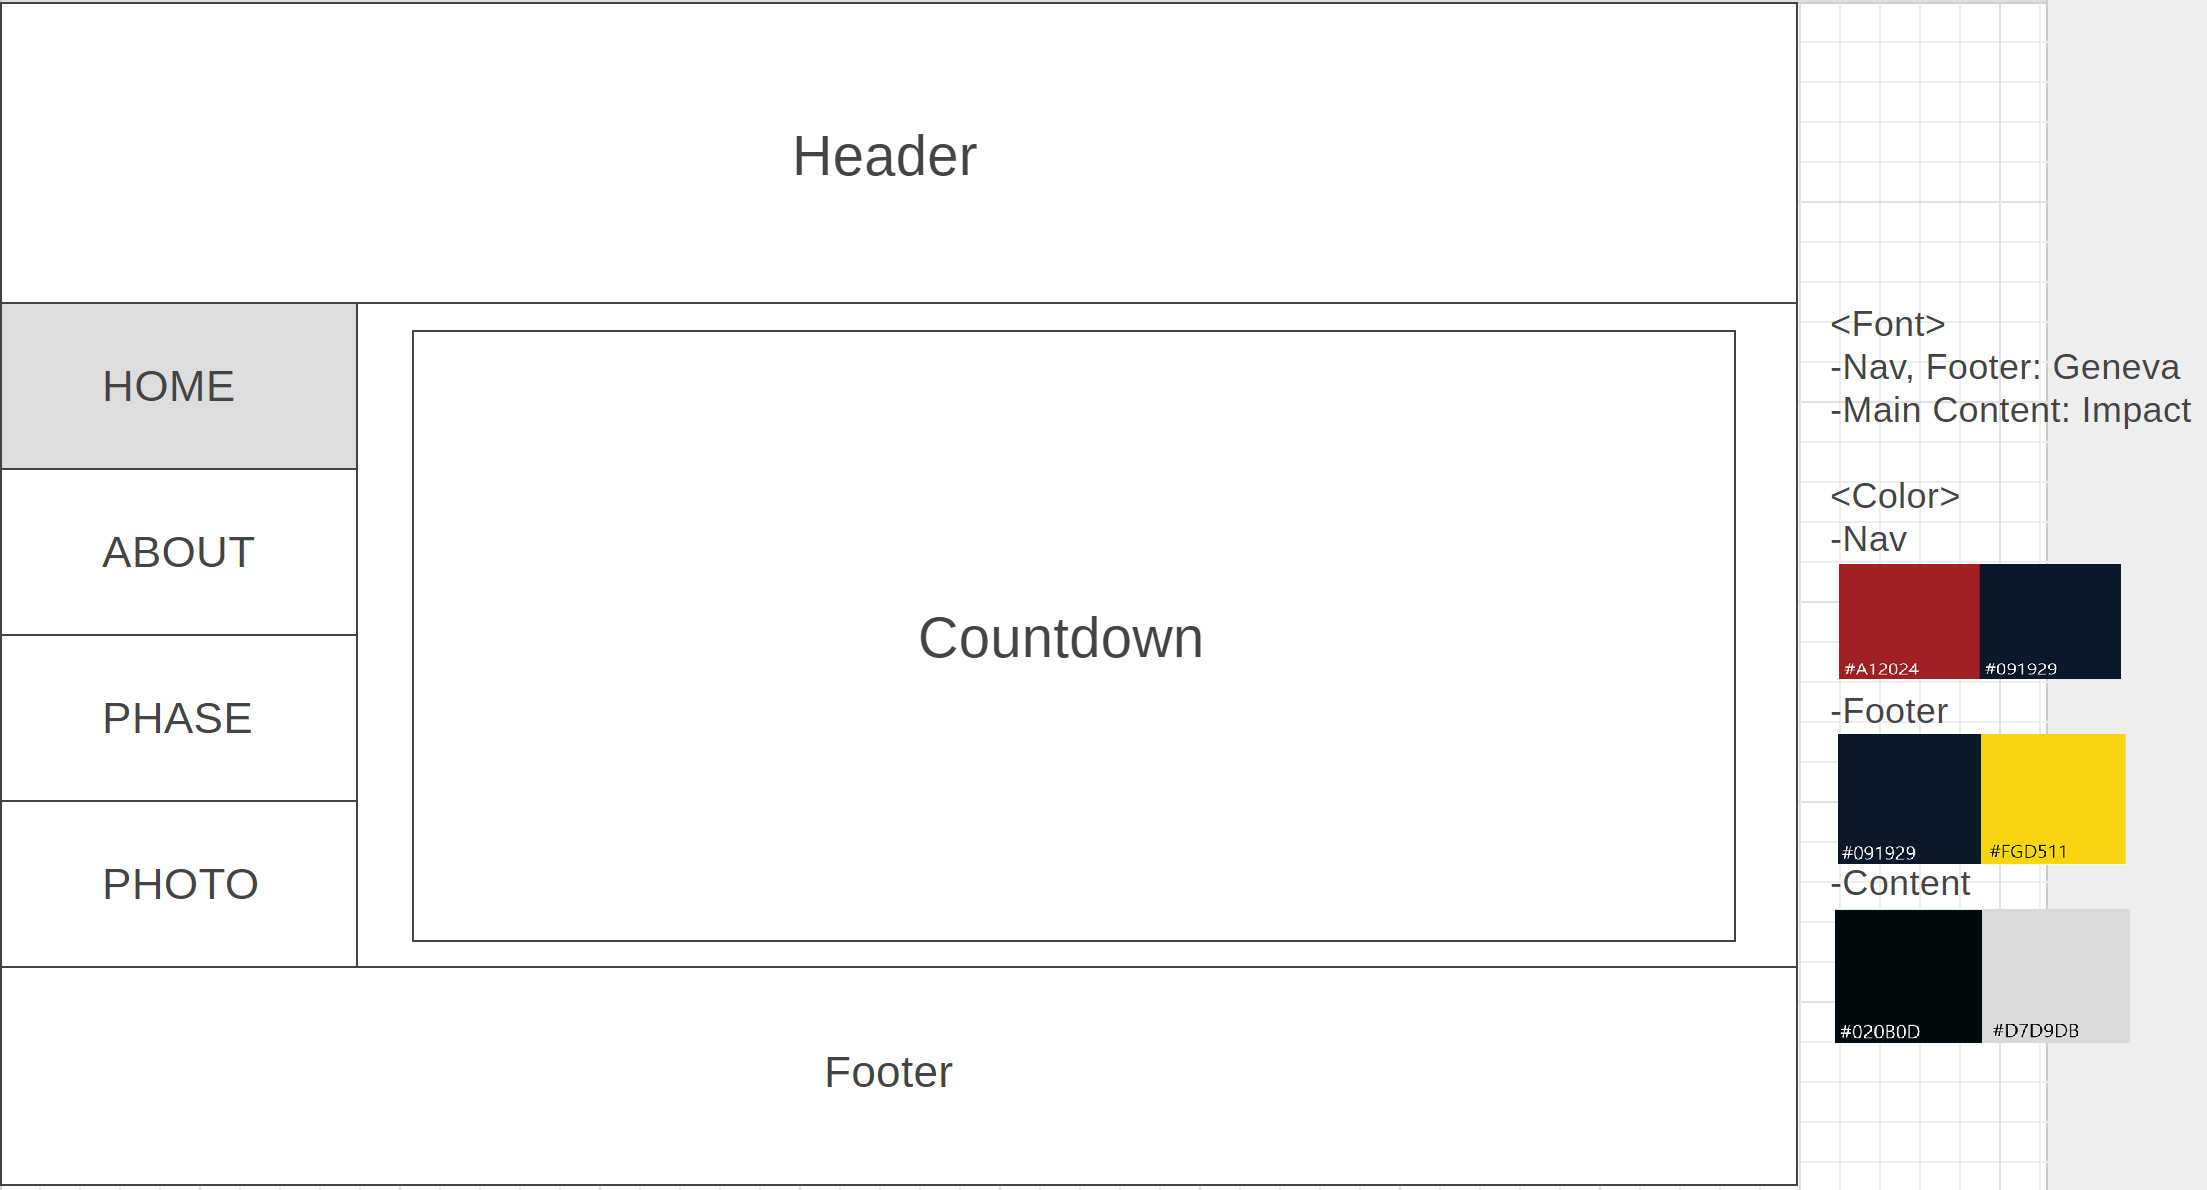 Header
HOME
ABOUT
PHASE
PHOTO
Countdown
Footer
<Font>
-Nav, Footer: Geneva
-Main Content: Impact
<Color>
-Nav
#A12024
#091929
-Footer
#091929
#FGD511
-Content
#020B0D
#D7D9DB